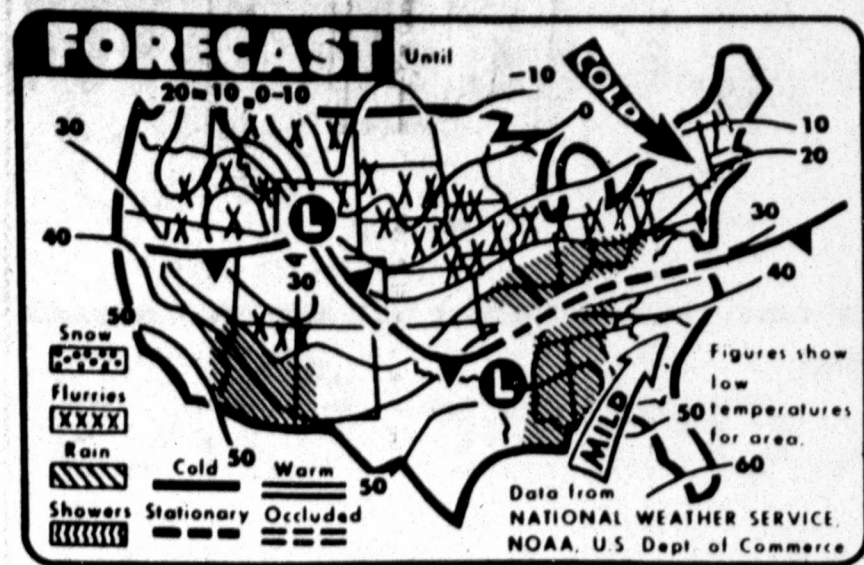 FORECAST
Until
COLD
-10
20 10 0 -10
0
10
20
30
30
40
30
40
L
L
50
50
50
50
60
MILD
Snow
Flurries
XXXX
Rain
Showers
Cold
Warm
Stationary
Occluded
Figures show
low
temperatures
for area.
Data from
NATIONAL WEATHER SERVICE,
NOAA, U.S Dept. of Commerce